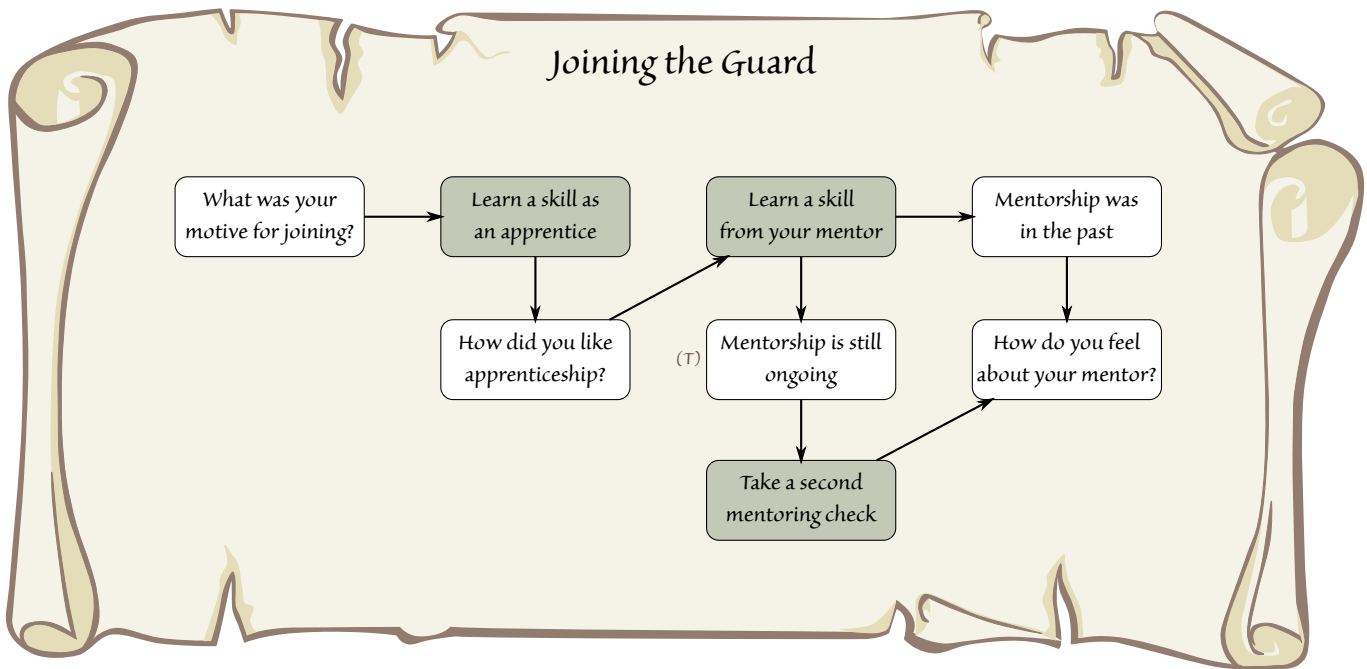 Joining the Guard
What was your
motive for joining?
Learn a skill as
an apprentice
Learn a skill
from your mentor
Mentorship was
in the past
How did you like
apprenticeship?
(T)
Mentorship is still
ongoing
How do you feel
about your mentor?
Take a second
mentoring check